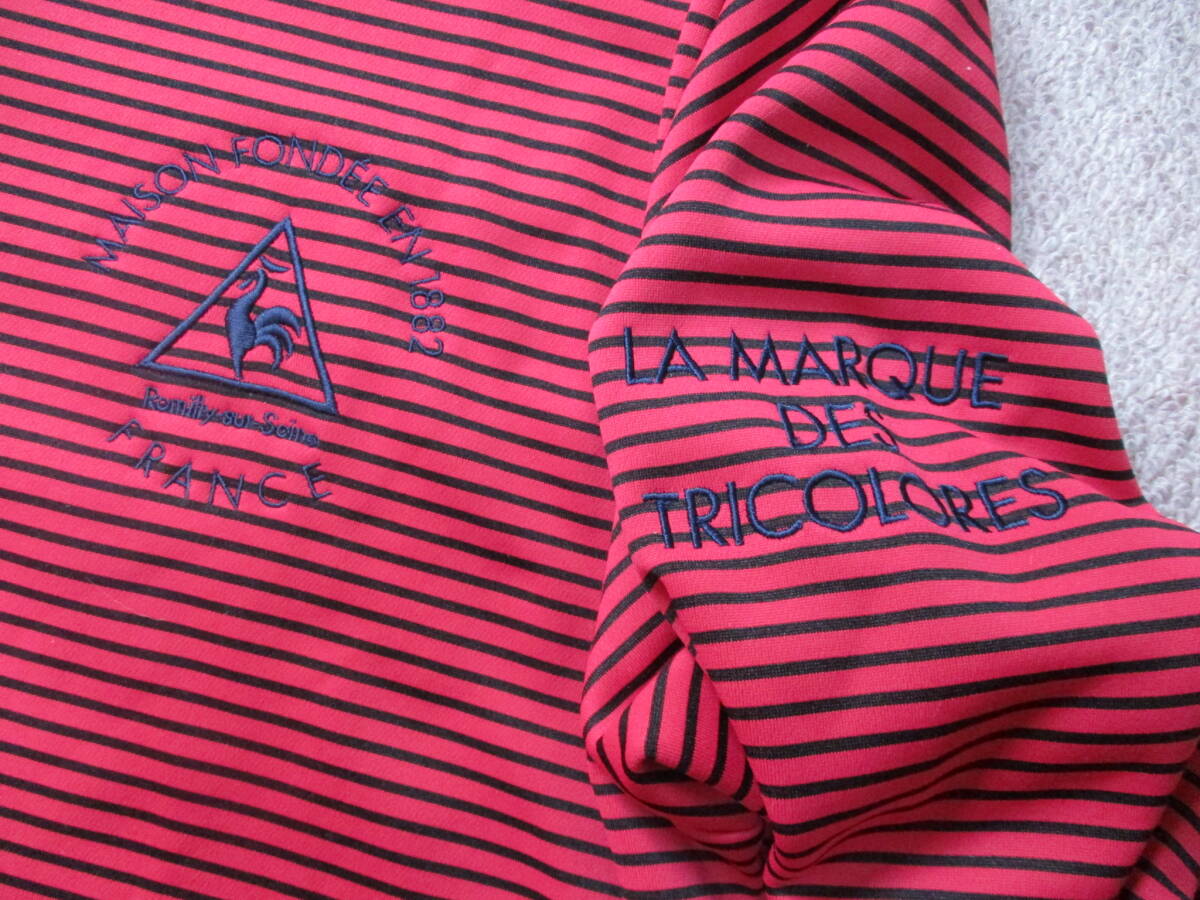 MAISON FONDÉE EN 1882
Romilly-sur-Seine
FRANCE
LA MARQUE
DES
TRICOLORES